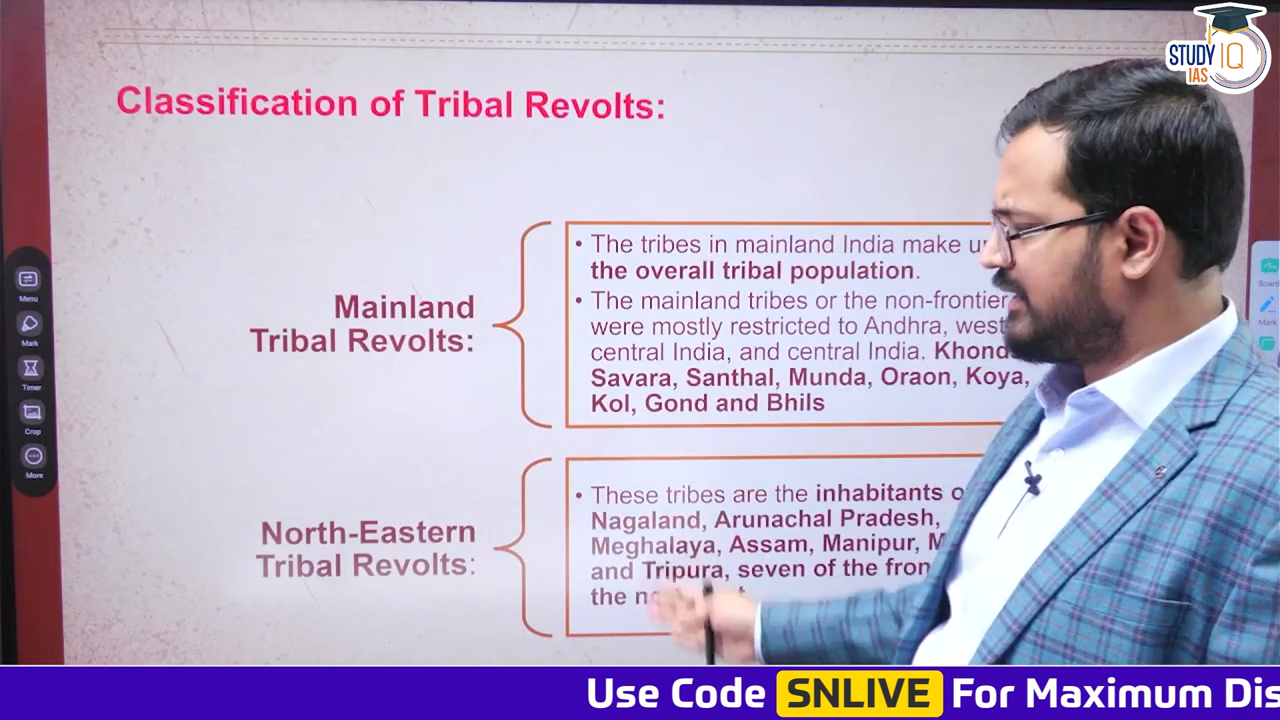 STUDY IQ
IAS
Classification of Tribal Revolts:
Mainland
Tribal Revolts:
• The tribes in mainland India make
the overall tribal population.
• The mainland tribes or the non-frontier
were mostly restricted to Andhra, west
central India, and central India. Khond
Savara, Santhal, Munda, Oraon, Koya,
Kol, Gond and Bhils
North-Eastern
Tribal Revolts:
• These tribes are the inhabitants
Nagaland, Arunachal Pradesh,
Meghalaya, Assam, Manipur,
and Tripura, seven of the
the
Menu
Mark
Timer
Crop
More
Board
Mark
Use Code SNLIVE For Maximum Dis